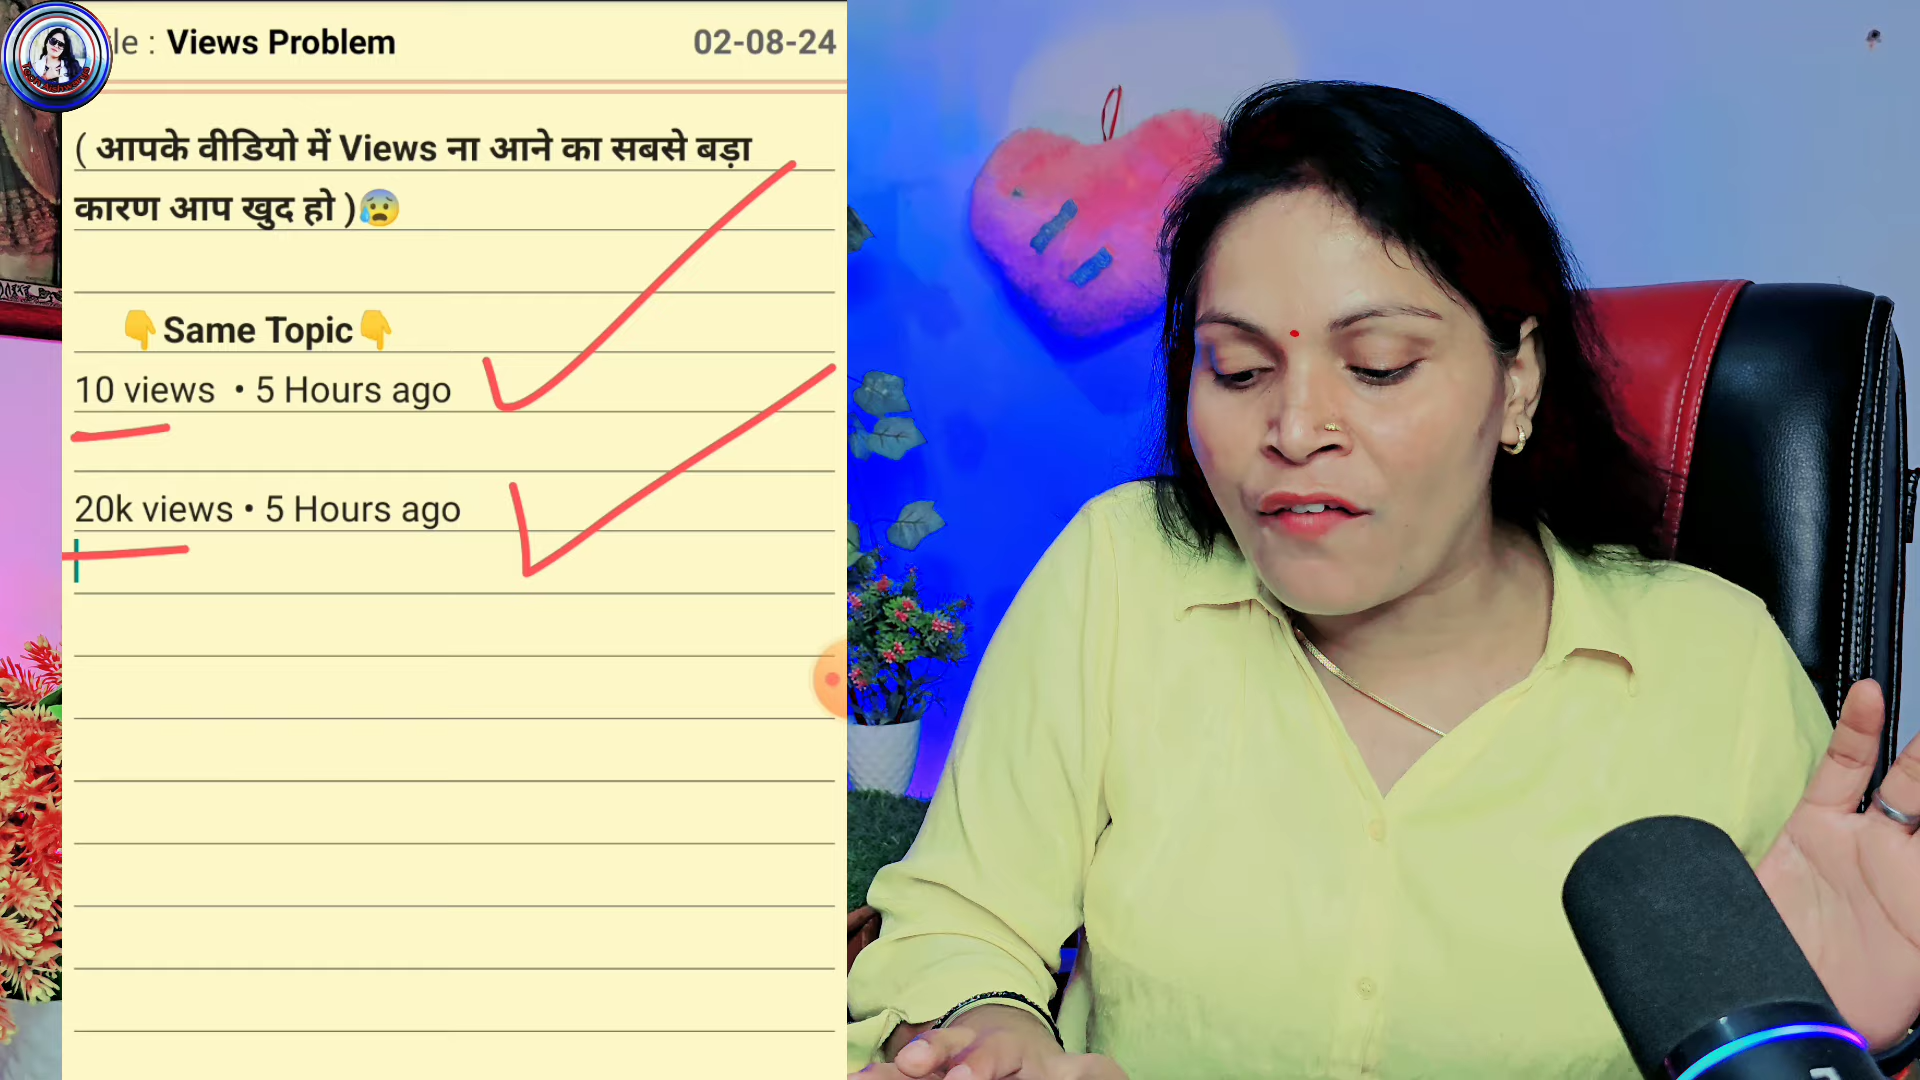 le : Views Problem 02-08-24
( आपके वीडियो में Views ना आने का सबसे बड़ा
कारण आप खुद हो )😰
👇Same Topic👇
10 views • 5 Hours ago
20k views • 5 Hours ago